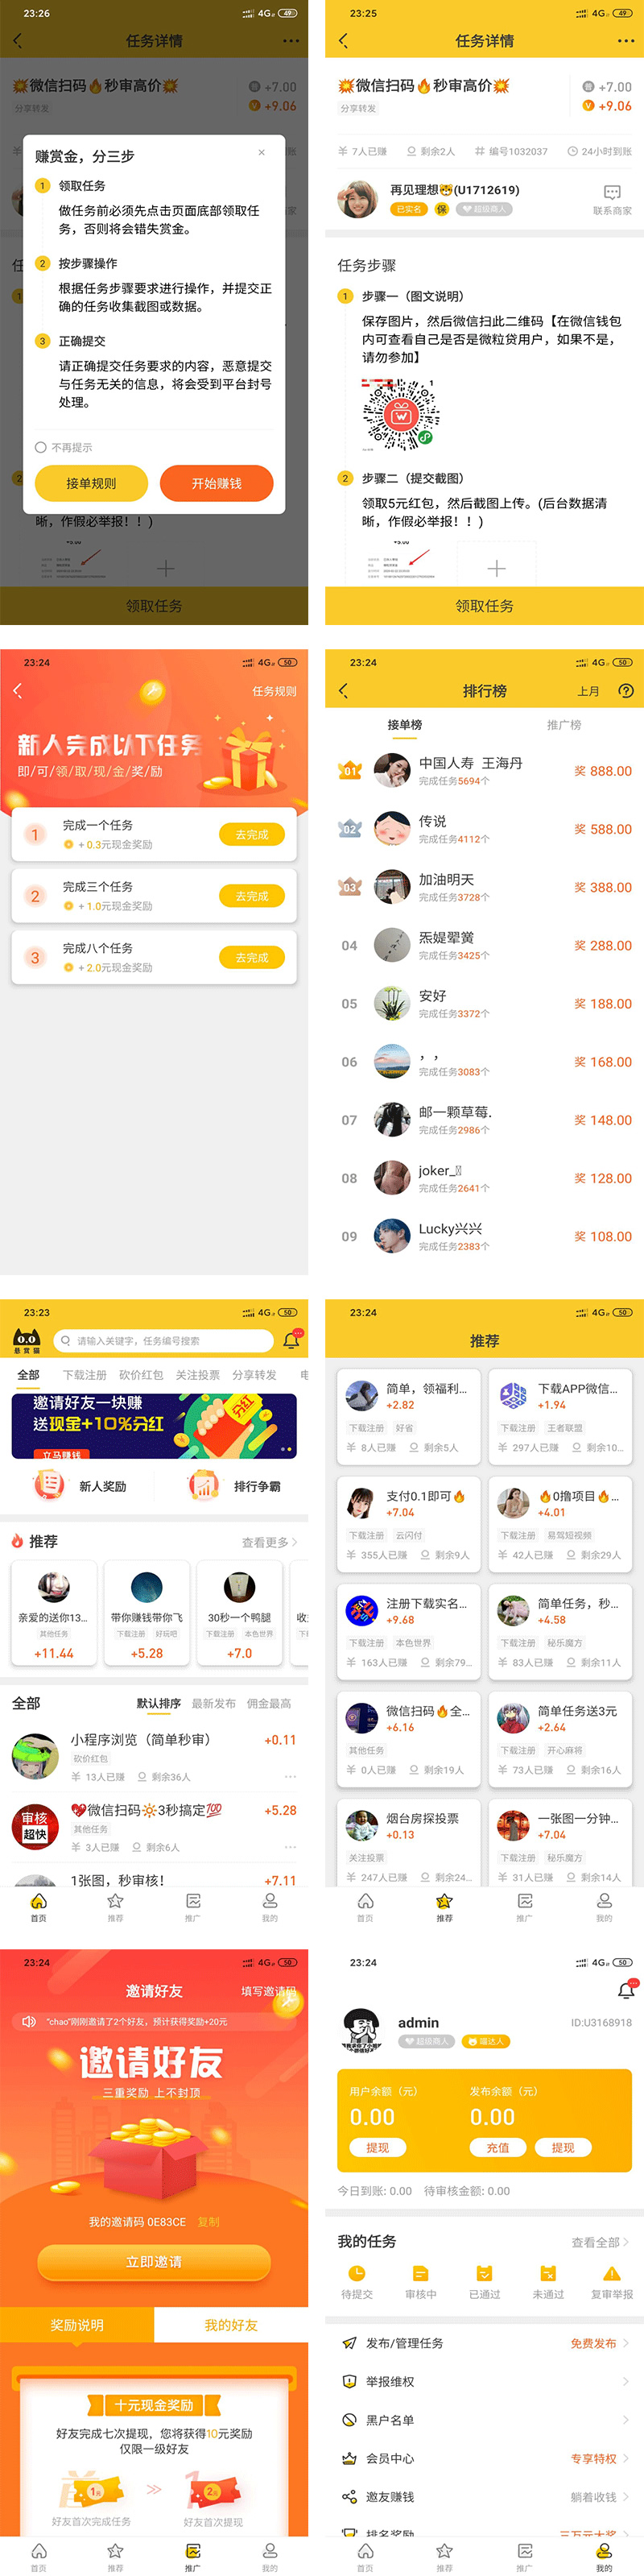 23:26
4G 49
任务详情
微信扫码🔥秒审高价
+7.00
+9.06
分享转发
赚赏金，分三步
×
1 领取任务
做任务前必须先点击页面底部领取任
务，否则将会错失赏金。
2 按步骤操作
根据任务步骤要求进行操作，并提交正
确的任务收集截图或数据。
3 正确提交
请正确提交任务要求的内容，恶意提交
与任务无关的信息，将会受到平台封号
处理。
不再提示
接单规则
开始赚钱
晰，作假必举报！！)
领取任务
23:25
4G 49
任务详情
💥微信扫码🔥秒审高价💥
+7.00
+9.06
分享转发
7人已赚
剩余2人
编号1032037
24小时到账
再见理想🐯(U1712619)
已实名
保
超级商人
联系商家
任务步骤
1 步骤一（图文说明）
保存图片，然后微信扫此二维码【在微信钱包
内可查看自己是否是微粒贷用户，如果不是，
请勿参加】
2 步骤二（提交截图）
领取5元红包，然后截图上传。(后台数据清
晰，作假必举报！！)
领取任务
23:24
4G 50
任务规则
新人完成以下任务
即/可/领/取/现/金/奖/励
1 完成一个任务
+ 0.3元现金奖励
去完成
2 完成三个任务
+ 1.0元现金奖励
去完成
3 完成八个任务
+ 2.0元现金奖励
去完成
23:24
4G 50
排行榜
上月
接单榜
推广榜
01 中国人寿 王海丹
完成任务5694个
奖 888.00
02 传说
完成任务4112个
奖 588.00
03 加油明天
完成任务3728个
奖 388.00
04
完成任务3425个
奖 288.00
05 安好
完成任务3372个
奖 188.00
06 ，，
完成任务3083个
奖 168.00
07 邮一颗草莓.
完成任务2986个
奖 148.00
08 joker_
完成任务2641个
奖 128.00
09 Lucky兴兴
完成任务2383个
奖 108.00
23:23
4G 50
悬赏猫
请输入关键字，任务编号搜索
全部
下载注册
砍价红包
关注投票
分享转发
邀请好友一块赚
送现金+10%分红
立马赚钱
分红
新人奖励
排行争霸
推荐
查看更多
亲爱的送你13...
其他任务
+11.44
带你赚钱带你飞
下载注册
好玩吧
+5.28
30秒一个鸭腿
下载注册
本色世界
+7.0
全部
默认排序
最新发布
佣金最高
小程序浏览（简单秒审）
+0.11
砍价红包
13人已赚
剩余36人
审核
超快
💖微信扫码🔆3秒搞定💯
+5.28
其他任务
3人已赚
剩余6人
1张图，秒审核！
+7.11
首页
推荐
推广
我的
23:24
4G 50
推荐
简单，领福利...
+2.82
下载注册
好省
8人已赚
剩余5人
下载APP微信...
+1.94
下载注册
王者联盟
297人已赚
剩余10...
支付0.1即可🔥
+7.04
下载注册
云闪付
355人已赚
剩余9人
🔥0撸项目🔥...
+4.01
下载注册
易驾短视频
42人已赚
剩余29人
注册下载实名...
+9.68
下载注册
本色世界
163人已赚
剩余79...
简单任务，秒...
+4.58
下载注册
秘乐魔方
83人已赚
剩余11人
微信扫码🔥全...
+6.16
其他任务
0人已赚
剩余19人
简单任务送3元
+2.64
下载注册
开心麻将
73人已赚
剩余16人
烟台房探投票
+0.13
关注投票
247人已赚
剩余24...
一张图一分钟...
+7.04
下载注册
秘乐魔方
31人已赚
剩余14人
首页
推荐
推广
我的
23:24
4G 50
邀请好友
填写邀请码
"chao"刚刚邀请了2个好友，预计获得奖励+20元
邀请好友
三重奖励 上不封顶
我的邀请码 0E83CE 复制
立即邀请
奖励说明
我的好友
十元现金奖励
好友完成七次提现，您将获得10元奖励
仅限一级好友
1元
2元
好友首次完成任务
好友首次提现
首页
推荐
推广
我的
23:24
4G 50
admin
ID:U3168918
超级商人
喵达人
用户余额（元）
发布余额（元）
0.00
0.00
提现
充值
提现
今日到账: 0.00
待审核金额: 0.00
我的任务
查看全部
待提交
审核中
已通过
未通过
复审举报
发布/管理任务
免费发布
举报维权
黑户名单
会员中心
专享特权
邀友赚钱
躺着收钱
排名奖励
三万元大奖
首页
推荐
推广
我的